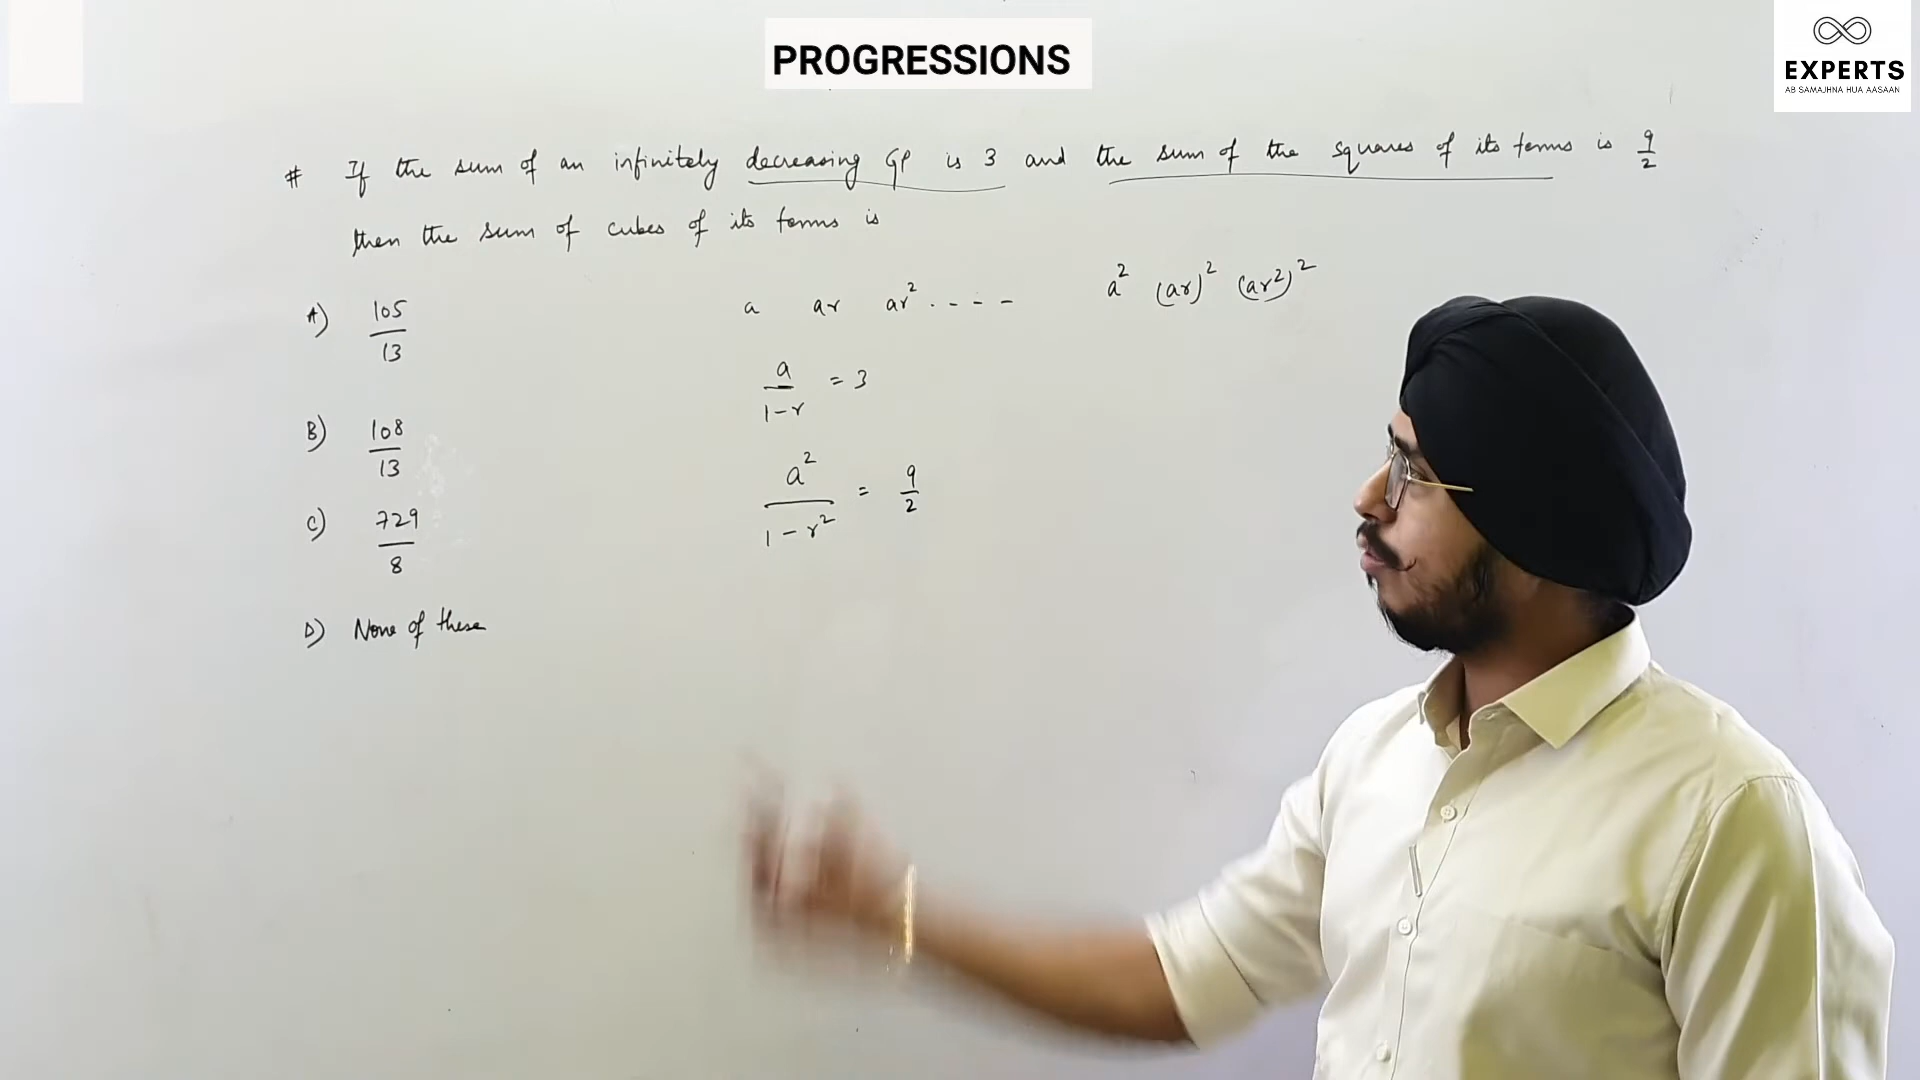 PROGRESSIONS
EXPERTS
AB SAMAJHNA HUA AASAAN
# If the sum of an infinitely decreasing GP is 3 and the sum of the squares of its terms is 9/2
then the sum of cubes of its terms is
A) 105/13
B) 108/13
C) 729/8
D) None of these
a ar ar² . - - -
a² (ar)² (ar²)²
a/(1-r) = 3
a²/(1-r²) = 9/2